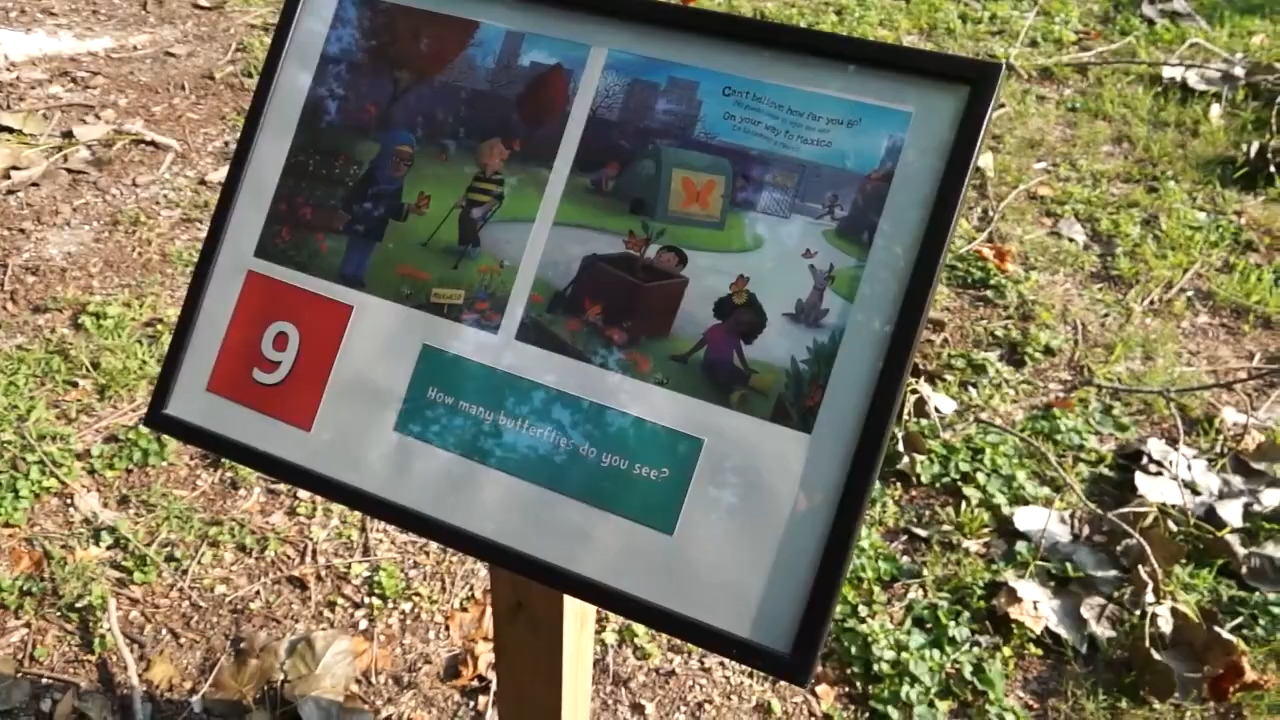 Can't believe how far you go!
On your way to Mexico
9
How many butterflies do you see?